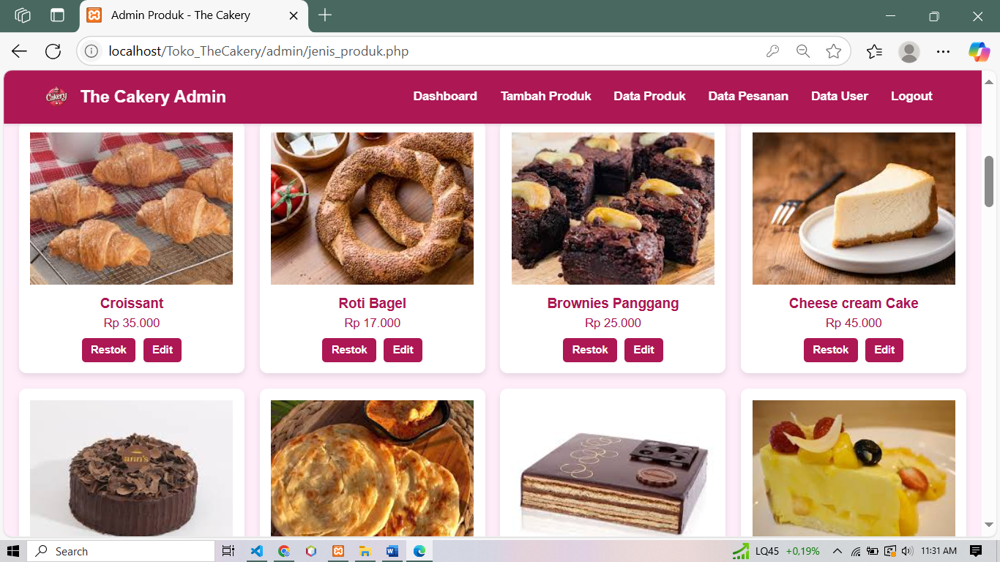 Admin Produk - The Cakery
localhost/Toko_TheCakery/admin/jenis_produk.php
Cakery
The Cakery Admin
Dashboard
Tambah Produk
Data Produk
Data Pesanan
Data User
Logout
Croissant
Roti Bagel
Brownies Panggang
Cheese cream Cake
Rp 35.000
Rp 17.000
Rp 25.000
Rp 45.000
Restok Edit
Restok Edit
Restok Edit
Restok Edit
ann's
Search
LQ45 +0,19%
11:31 AM